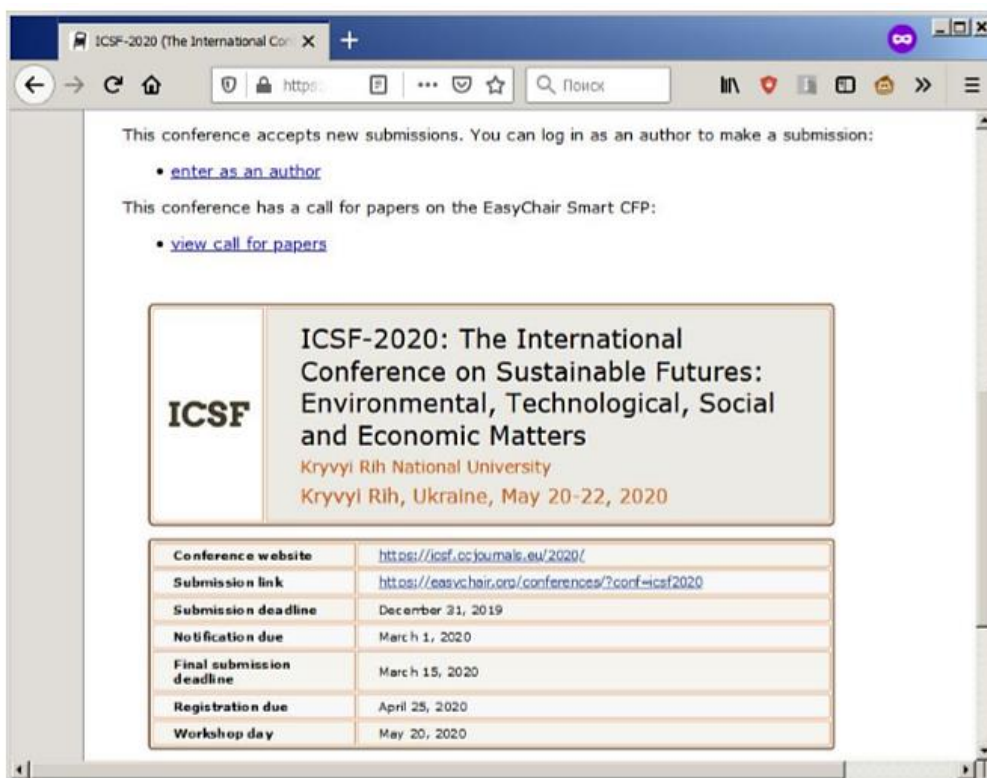 ICSF-2020 (The International Con
https:
Поиск
This conference accepts new submissions. You can log in as an author to make a submission:
• enter as an author
This conference has a call for papers on the EasyChair Smart CFP:
• view call for papers
ICSF
ICSF-2020: The International
Conference on Sustainable Futures:
Environmental, Technological, Social
and Economic Matters
Kryvyi Rih National University
Kryvyi Rih, Ukraine, May 20-22, 2020
Conference website https://icsf.ccjournals.eu/2020/
Submission link https://easychair.org/conferences/?conf=icsf2020
Submission deadline December 31, 2019
Notification due March 1, 2020
Final submission
deadline March 15, 2020
Registration due April 25, 2020
Workshop day May 20, 2020